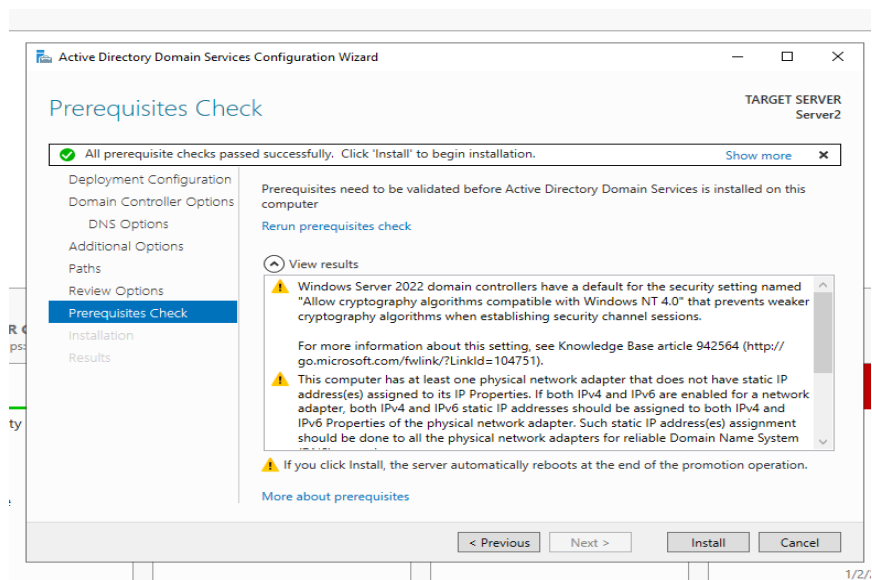 Active Directory Domain Services Configuration Wizard
Prerequisites Check
TARGET SERVER
Server2
All prerequisite checks passed successfully. Click 'Install' to begin installation.
Show more
Deployment Configuration
Domain Controller Options
DNS Options
Additional Options
Paths
Review Options
Prerequisites Check
Installation
Results
Prerequisites need to be validated before Active Directory Domain Services is installed on this
computer
Rerun prerequisites check
View results
Windows Server 2022 domain controllers have a default for the security setting named
"Allow cryptography algorithms compatible with Windows NT 4.0" that prevents weaker
cryptography algorithms when establishing security channel sessions.
For more information about this setting, see Knowledge Base article 942564 (http://
go.microsoft.com/fwlink/?LinkId=104751).
This computer has at least one physical network adapter that does not have static IP
address(es) assigned to its IP Properties. If both IPv4 and IPv6 are enabled for a network
adapter, both IPv4 and IPv6 static IP addresses should be assigned to both IPv4 and
IPv6 Properties of the physical network adapter. Such static IP address(es) assignment
should be done to all the physical network adapters for reliable Domain Name System
If you click Install, the server automatically reboots at the end of the promotion operation.
More about prerequisites
< Previous
Next >
Install
Cancel